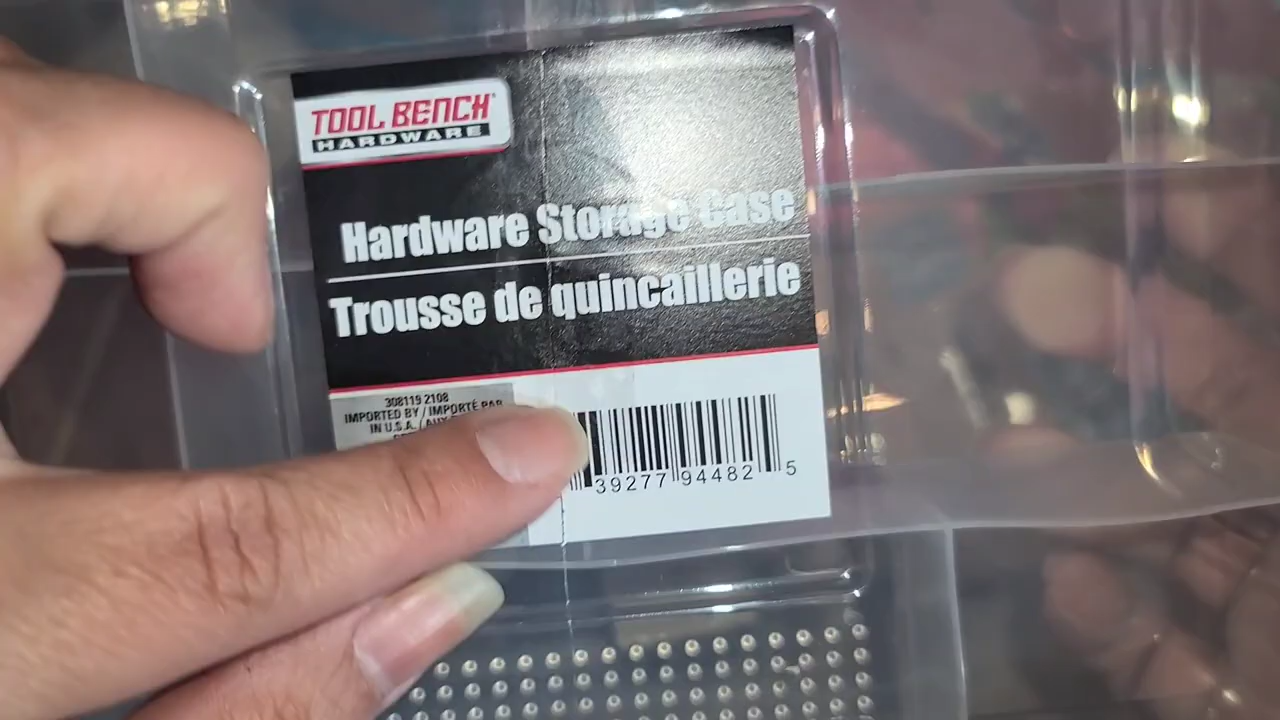 TOOL BENCH
HARDWARE
Hardware Storage Case
Trousse de quincaillerie
308119 2108
IMPORTED BY / IMPORTÉ PAR
IN U.S.A.
39277 94482 5